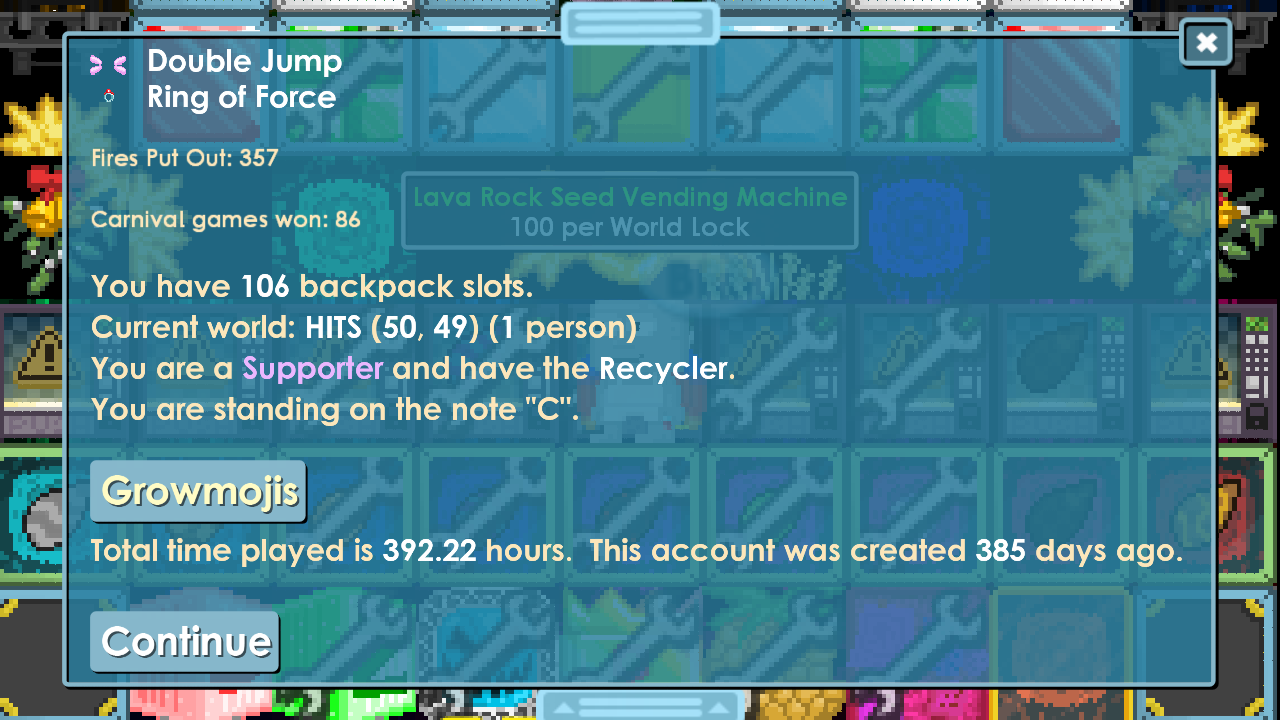 Double Jump
Ring of Force
Fires Put Out: 357
Lava Rock Seed Vending Machine
100 per World Lock
Carnival games won: 86
You have 106 backpack slots.
Current world: HITS (50, 49) (1 person)
You are a Supporter and have the Recycler.
You are standing on the note "C".
Growmojis
Total time played is 392.22 hours. This account was created 385 days ago.
Continue